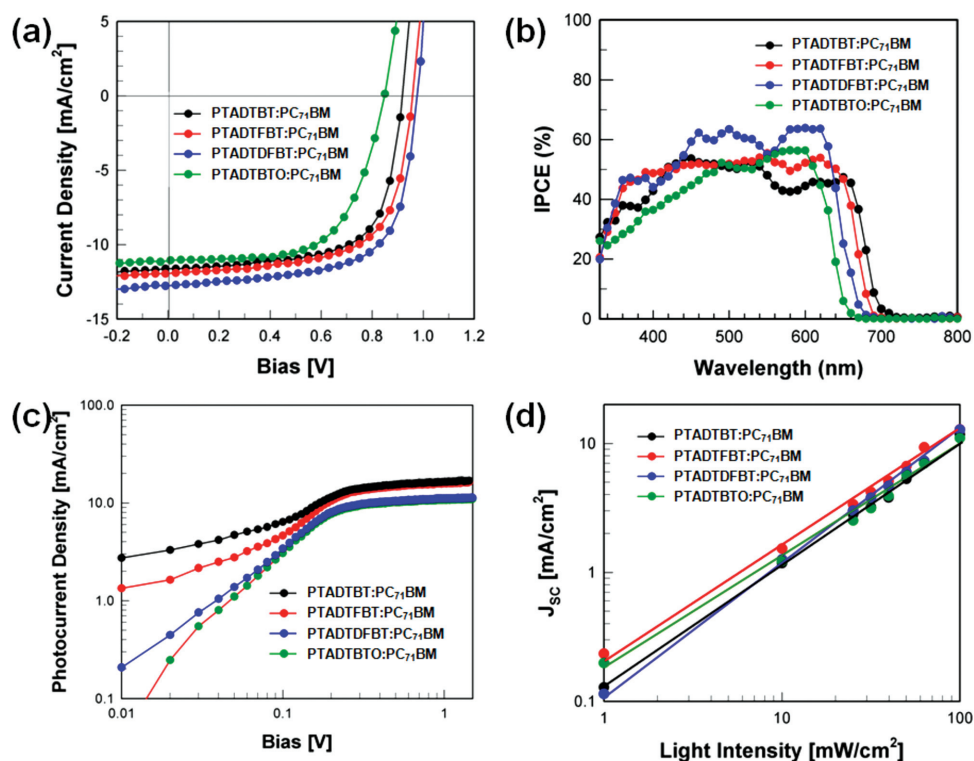 (a)
Current Density [mA/cm²]
5
0
-5
-10
-15
PTADTBT:PC₇₁BM
PTADTFBT:PC₇₁BM
PTADTDFBT:PC₇₁BM
PTADTBTO:PC₇₁BM
-0.2 0.0 0.2 0.4 0.6 0.8 1.0 1.2
Bias [V]
(b)
IPCE (%)
100
80
60
40
20
0
PTADTBT:PC₇₁BM
PTADTFBT:PC₇₁BM
PTADTDFBT:PC₇₁BM
PTADTBTO:PC₇₁BM
400 500 600 700 800
Wavelength (nm)
(c)
Photocurrent Density [mA/cm²]
100.0
10.0
1.0
0.1
PTADTBT:PC₇₁BM
PTADTFBT:PC₇₁BM
PTADTDFBT:PC₇₁BM
PTADTBTO:PC₇₁BM
0.01 0.1 1
Bias [V]
(d)
JSC [mA/cm²]
10
1
0.1
PTADTBT:PC₇₁BM
PTADTFBT:PC₇₁BM
PTADTDFBT:PC₇₁BM
PTADTBTO:PC₇₁BM
1 10 100
Light Intensity [mW/cm²]